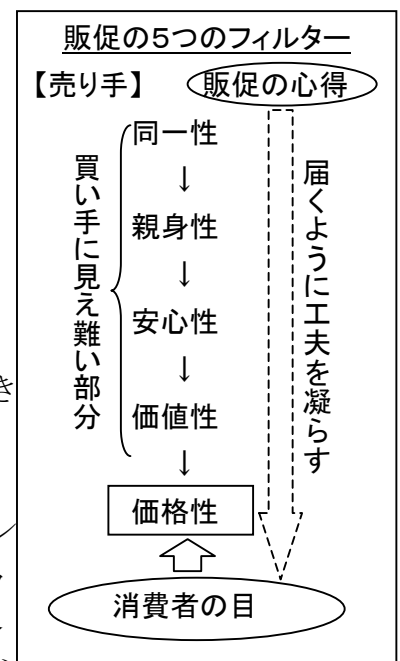 販促の5つのフィルター
【売り手】 販促の心得
買い手に見え難い部分
同一性
↓
親身性
↓
安心性
↓
価値性
↓
価格性
届くように工夫を凝らす
消費者の目
き